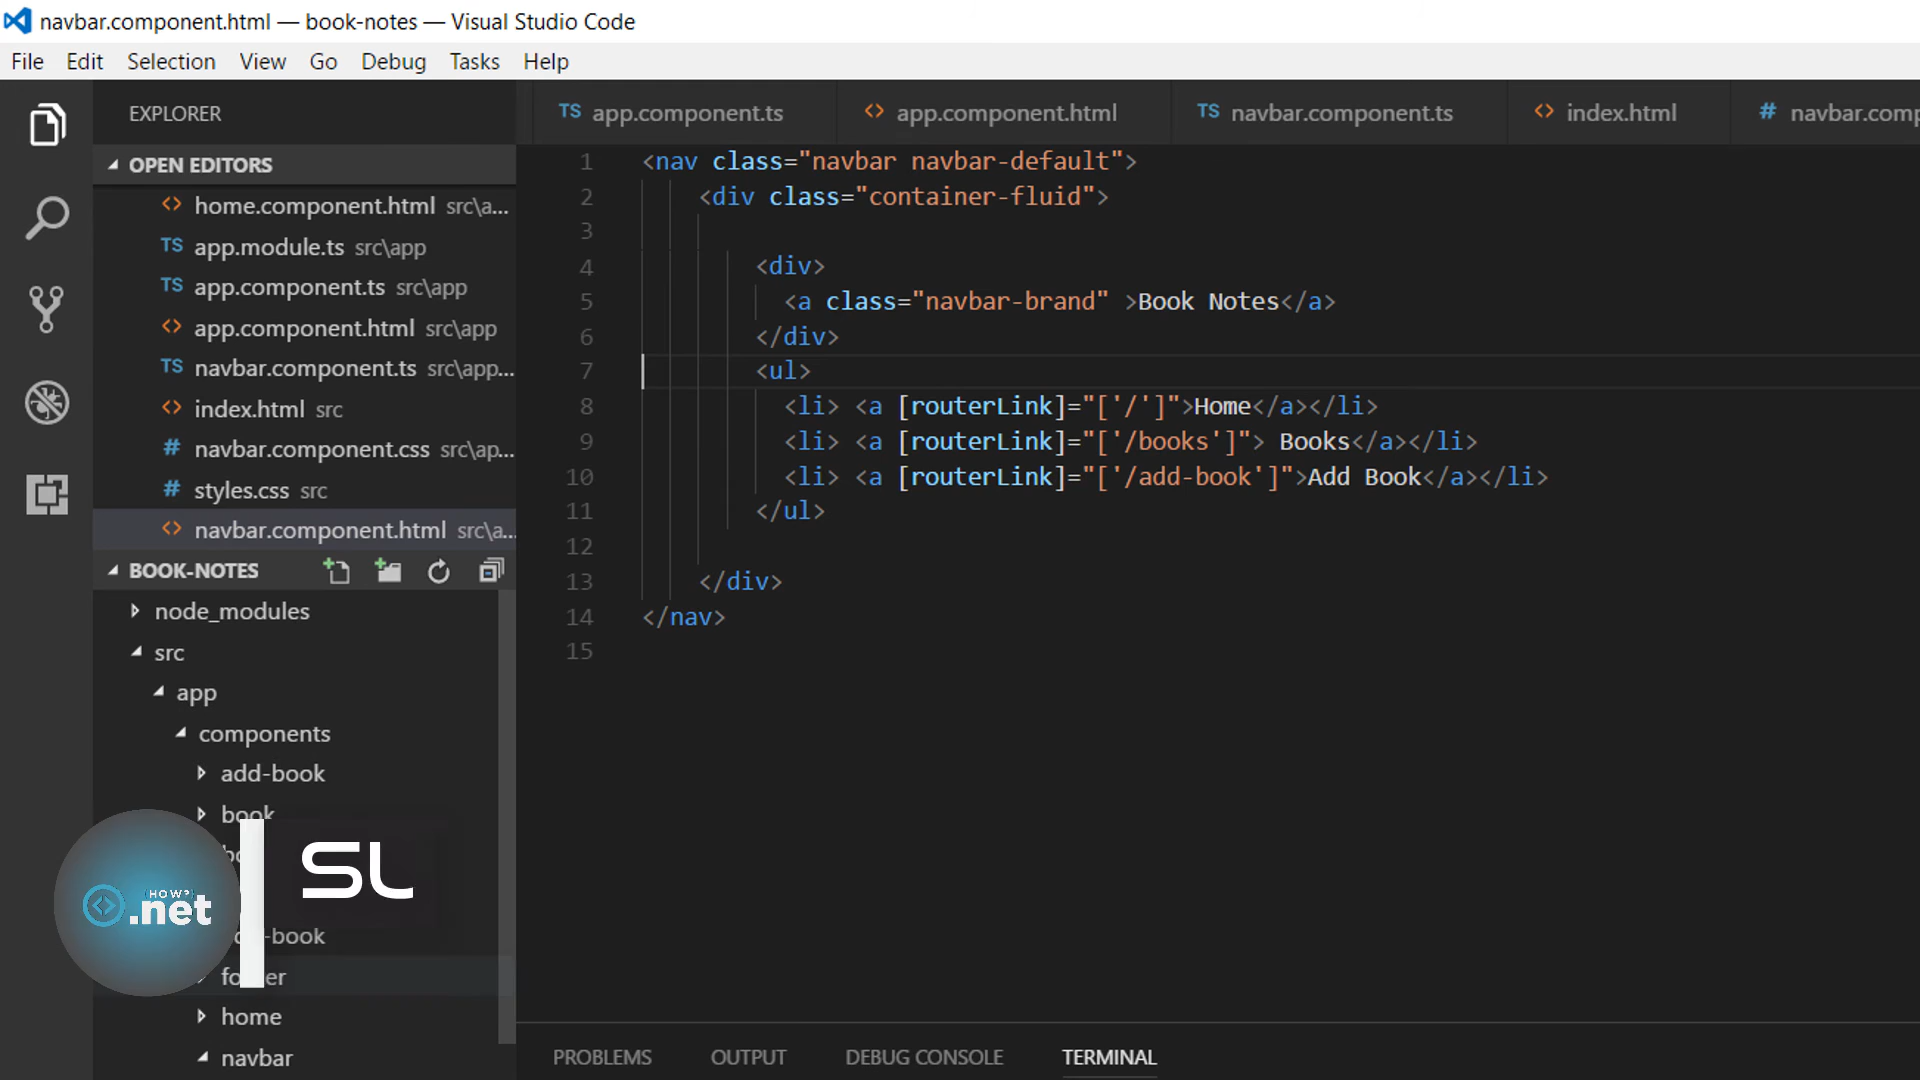 navbar.component.html — book-notes — Visual Studio Code
File Edit Selection View Go Debug Tasks Help
EXPLORER
OPEN EDITORS
<> home.component.html src\a...
TS app.module.ts src\app
TS app.component.ts src\app
<> app.component.html src\app
TS navbar.component.ts src\app...
<> index.html src
# navbar.component.css src\ap...
# styles.css src
<> navbar.component.html src\a...
BOOK-NOTES
node_modules
src
app
components
add-book
book
-book
home
navbar
HOW?
.net
SL
TS app.component.ts <> app.component.html TS navbar.component.ts <> index.html # navbar.comp
1 <nav class="navbar navbar-default">
2 <div class="container-fluid">
3
4 <div>
5 <a class="navbar-brand" >Book Notes</a>
6 </div>
7 <ul>
8 <li> <a [routerLink]="['/']">Home</a></li>
9 <li> <a [routerLink]="['/books']"> Books</a></li>
10 <li> <a [routerLink]="['/add-book']">Add Book</a></li>
11 </ul>
12
13 </div>
14 </nav>
15
PROBLEMS OUTPUT DEBUG CONSOLE TERMINAL